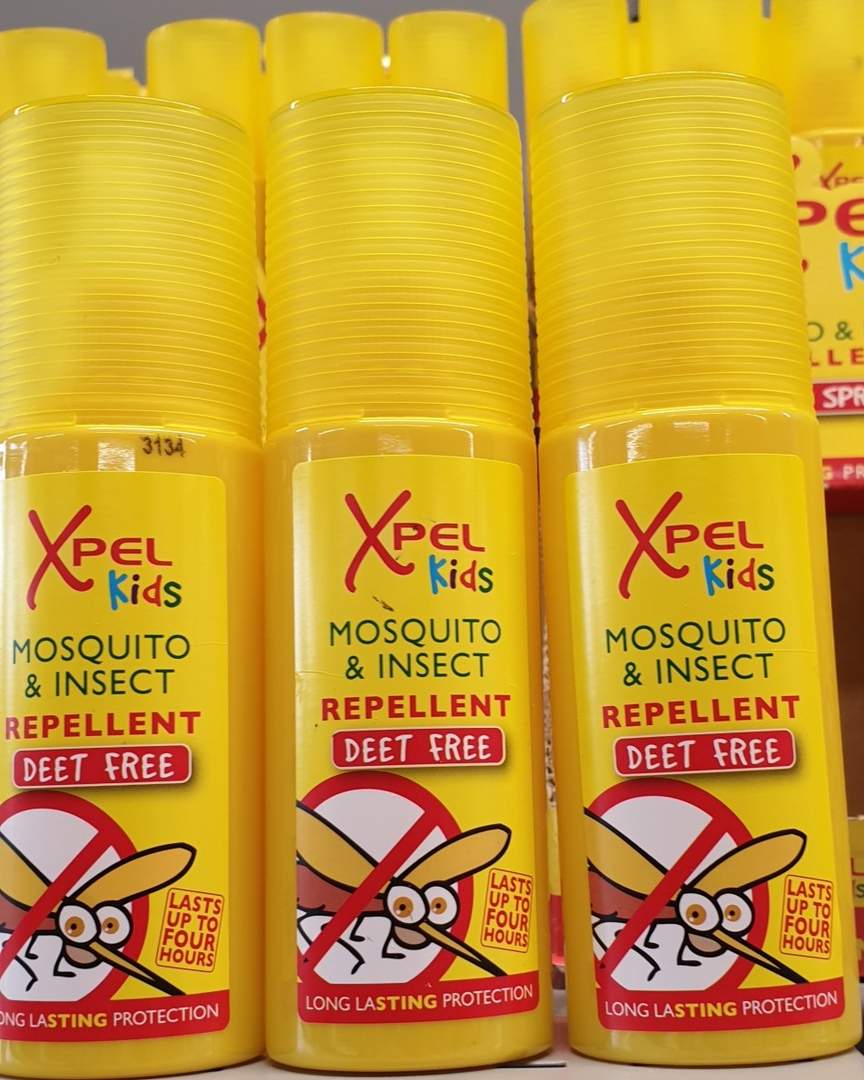 3134
XPEL
Kids
MOSQUITO
& INSECT
REPELLENT
DEET FREE
LASTS
UP TO
FOUR
HOURS
LONG LASTING PROTECTION
XPEL
Kids
MOSQUITO
& INSECT
REPELLENT
DEET FREE
LASTS
UP TO
FOUR
HOURS
LONG LASTING PROTECTION
XPEL
Kids
MOSQUITO
& INSECT
REPELLENT
DEET FREE
LASTS
UP TO
FOUR
HOURS
LONG LASTING PROTECTION